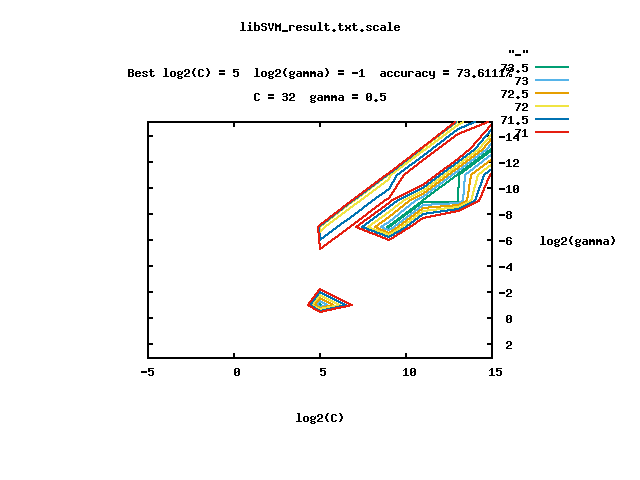 libSVM_result.txt.scale
"-"
Best log2(C) = 5  log2(gamma) = -1  accuracy = 73.6111%
73.5
73
C = 32  gamma = 0.5
72.5
72
71.5
71
-14
-12
-10
-8
-6
log2(gamma)
-4
-2
0
2
-5 0 5 10 15
log2(C)